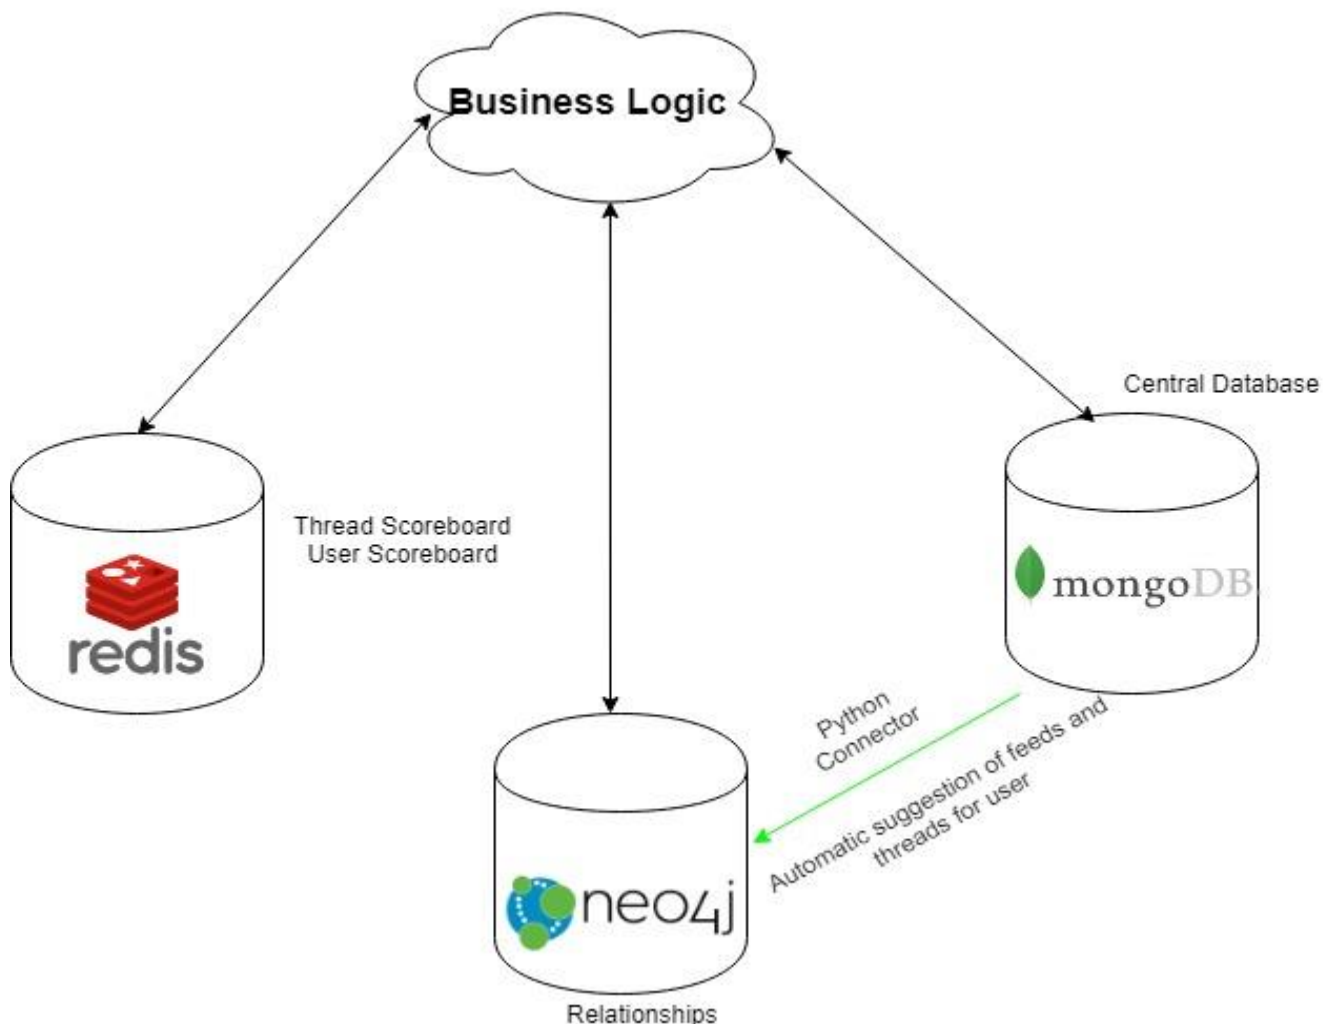 Business Logic
Central Database
Thread Scoreboard
User Scoreboard
redis
mongoDB
Python
Connector
Automatic suggestion of feeds and
threads for user
neo4j
Relationships